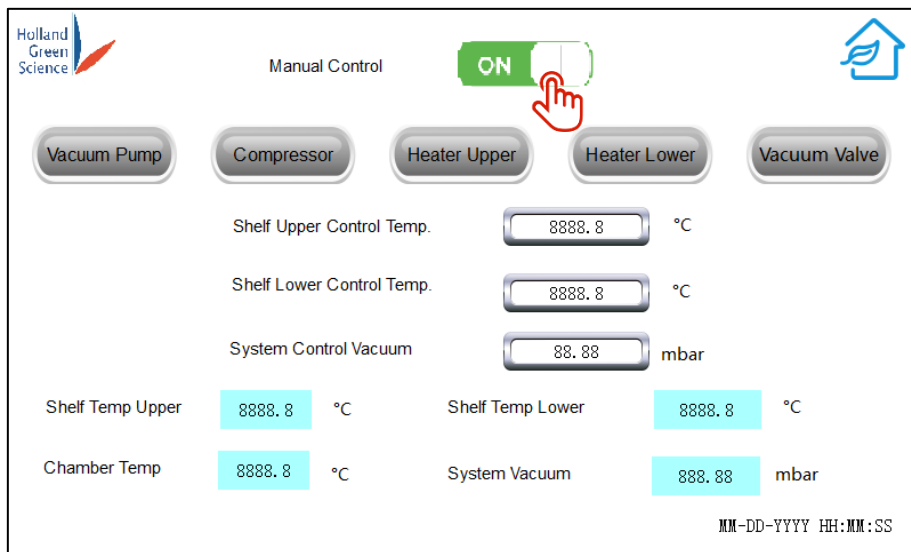 Holland
Green
Science
Manual Control
ON
Vacuum Pump
Compressor
Heater Upper
Heater Lower
Vacuum Valve
Shelf Upper Control Temp. 8888.8 °C
Shelf Lower Control Temp. 8888.8 °C
System Control Vacuum 88.88 mbar
Shelf Temp Upper 8888.8 °C
Shelf Temp Lower 8888.8 °C
Chamber Temp 8888.8 °C
System Vacuum 888.88 mbar
MM-DD-YYYY HH:MM:SS